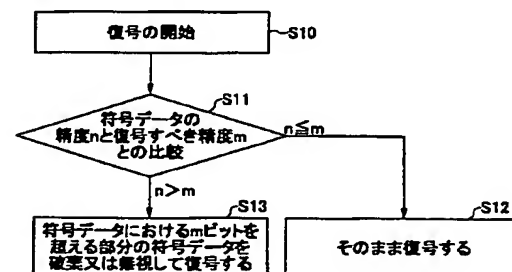 復号の開始
S10
S11
符号データの
精度nと復号すべき精度m
との比較
n≦m
n>m
S13
S12
符号データにおけるmビットを
超える部分の符号データを
破棄又は無視して復号する
そのまま復号する